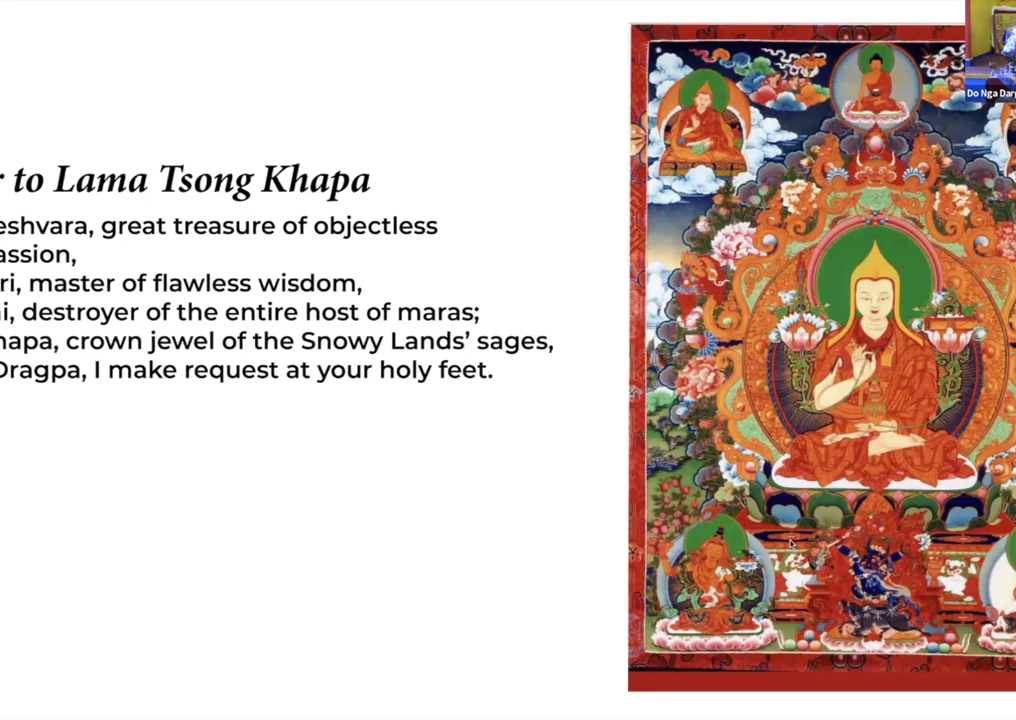 r to Lama Tsong Khapa
eshvara, great treasure of objectless
assion,
ri, master of flawless wisdom,
i, destroyer of the entire host of maras;
hapa, crown jewel of the Snowy Lands’ sages,
Dragpa, I make request at your holy feet.
Do Nga Darg